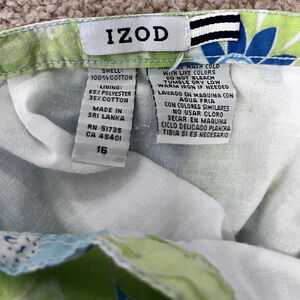 IZOD
SHELL:
100% COTTON
LINING:
65% POLYESTER
35% COTTON
MADE IN
SRI LANKA
RN 51735
CA 45401
16
WASH COLD
WITH LIKE COLORS
DO NOT BLEACH
TUMBLE DRY LOW
WARM IRON IF NEEDED
LAVADO EN MAQUINA CON
AGUA FRIA
CON COLORES SIMILARES
NO USAR CLORO
SECAR EN MAQUINA
CICLO DELICADO PLANCHA
TIBIA SI ES NECESARIO